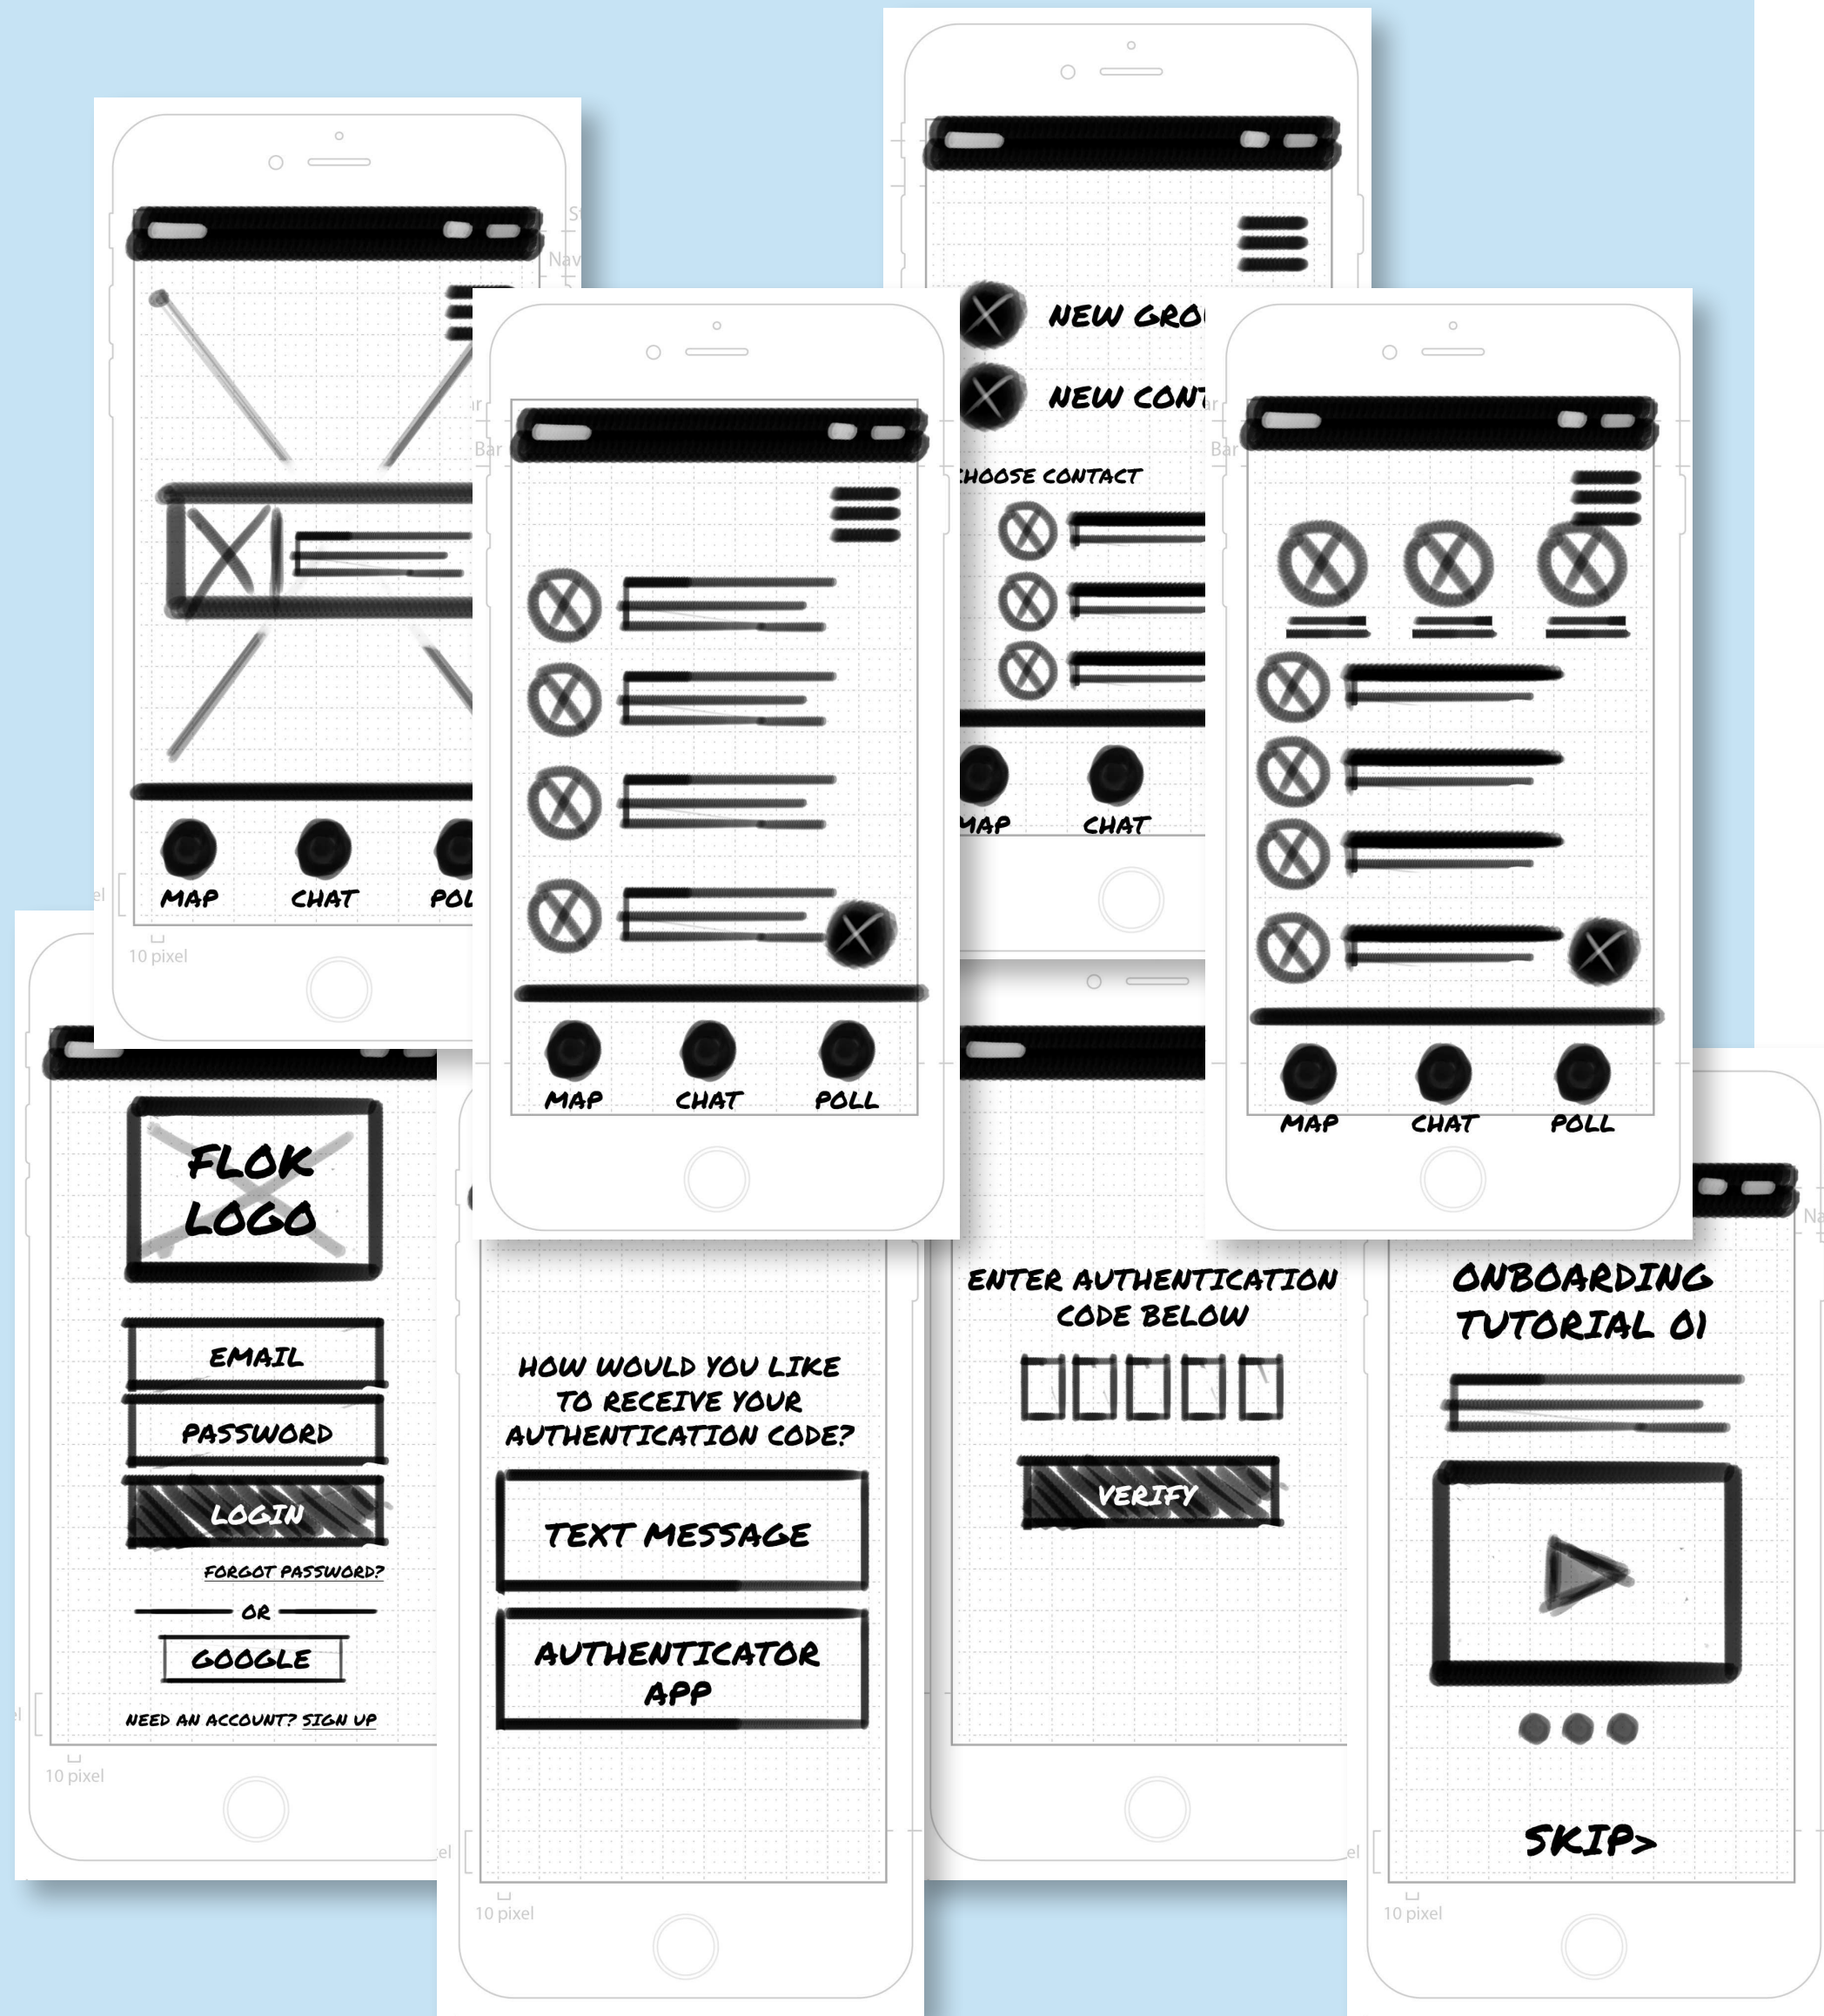 10 pixel
MAP
CHAT
Nav
NEW
NEW
CHOOSE CONTACT
MAP
CHAT
Bar
MAP
CHAT
POLL
Bar
MAP
CHAT
POLL
FLOK
LOGO
EMAIL
PASSWORD
LOGIN
FORGOT PASSWORD?
OR
GOOGLE
NEED AN ACCOUNT? SIGN UP
10 pixel
HOW WOULD YOU LIKE
TO RECEIVE YOUR
AUTHENTICATION CODE?
TEXT MESSAGE
AUTHENTICATOR
APP
10 pixel
ENTER AUTHENTICATION
CODE BELOW
VERIFY
ONBOARDING
TUTORIAL 01
SKIP>
10 pixel